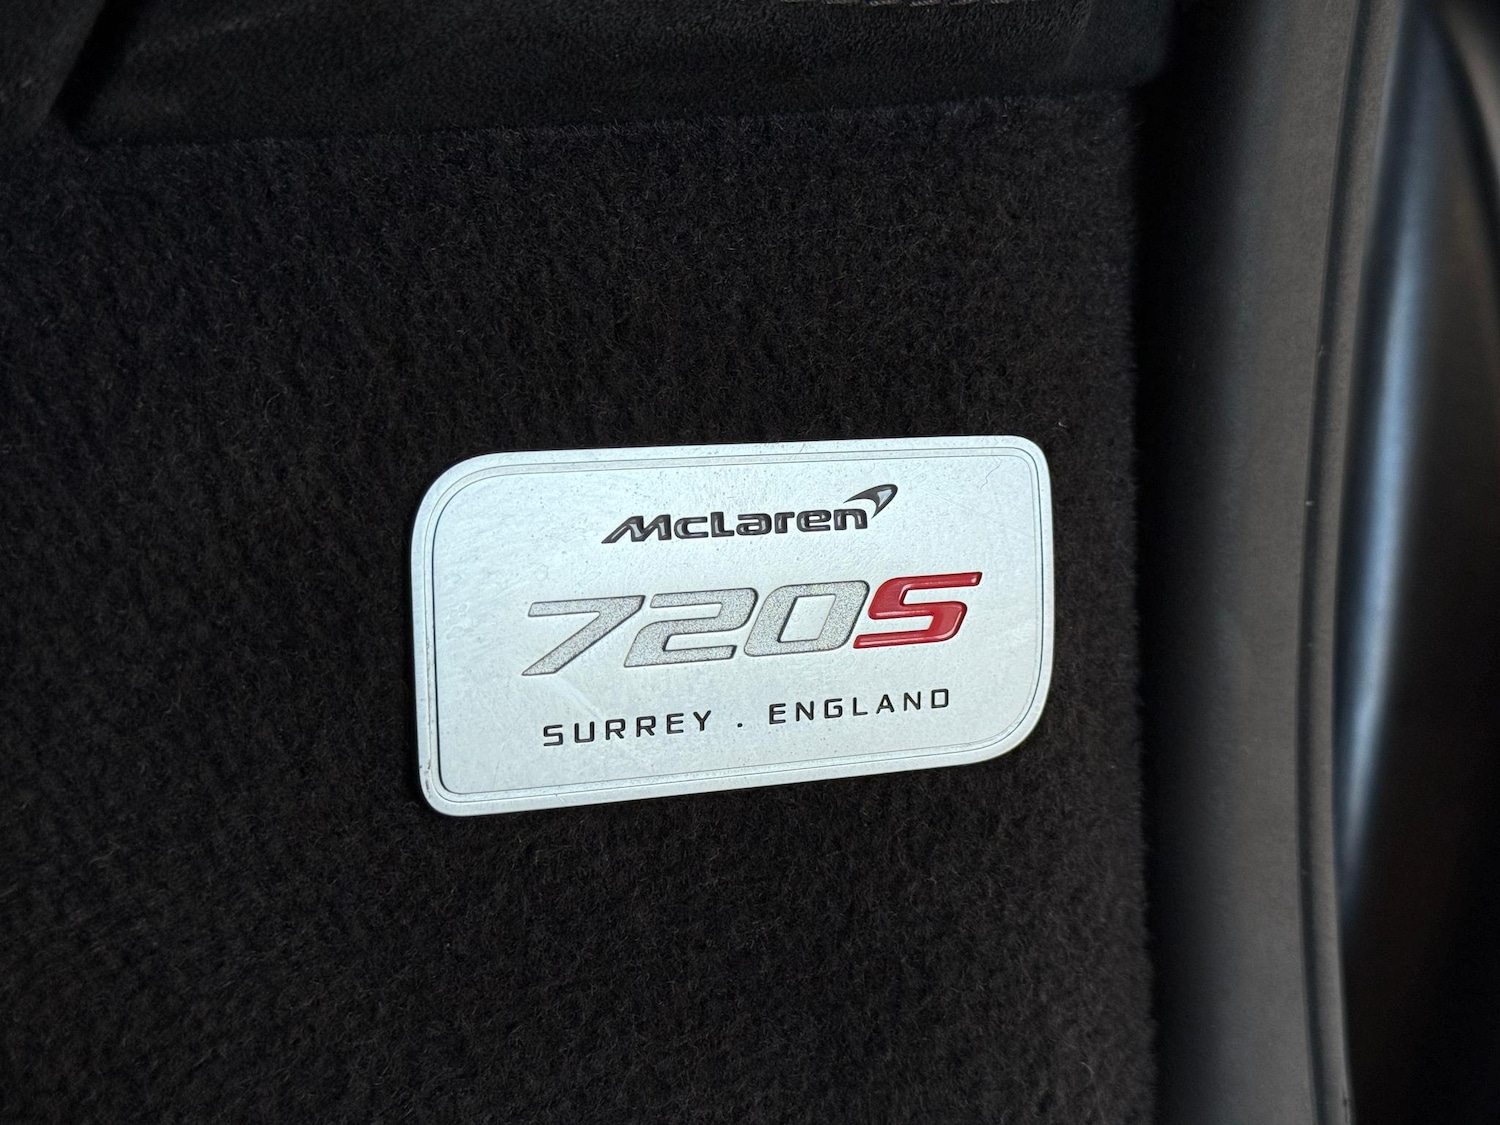 McLaren
720S
SURREY . ENGLAND